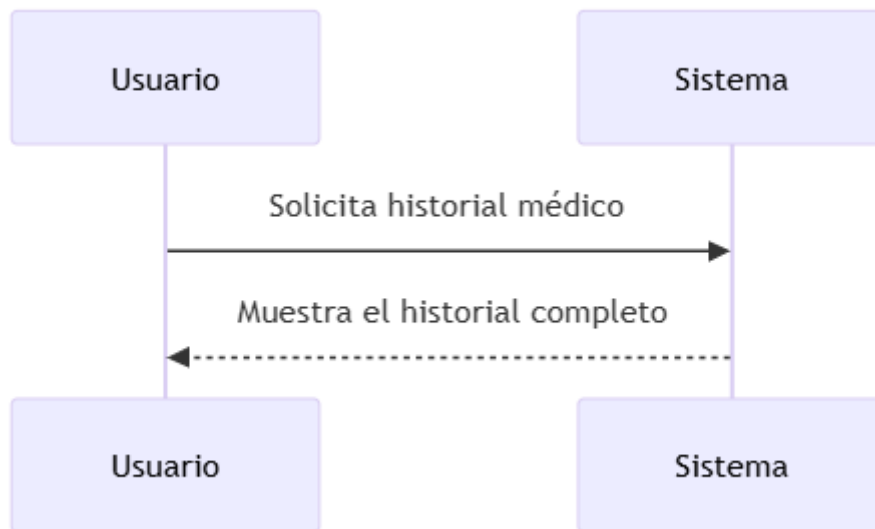 Usuario
Sistema
Solicita historial médico
Muestra el historial completo
Usuario
Sistema